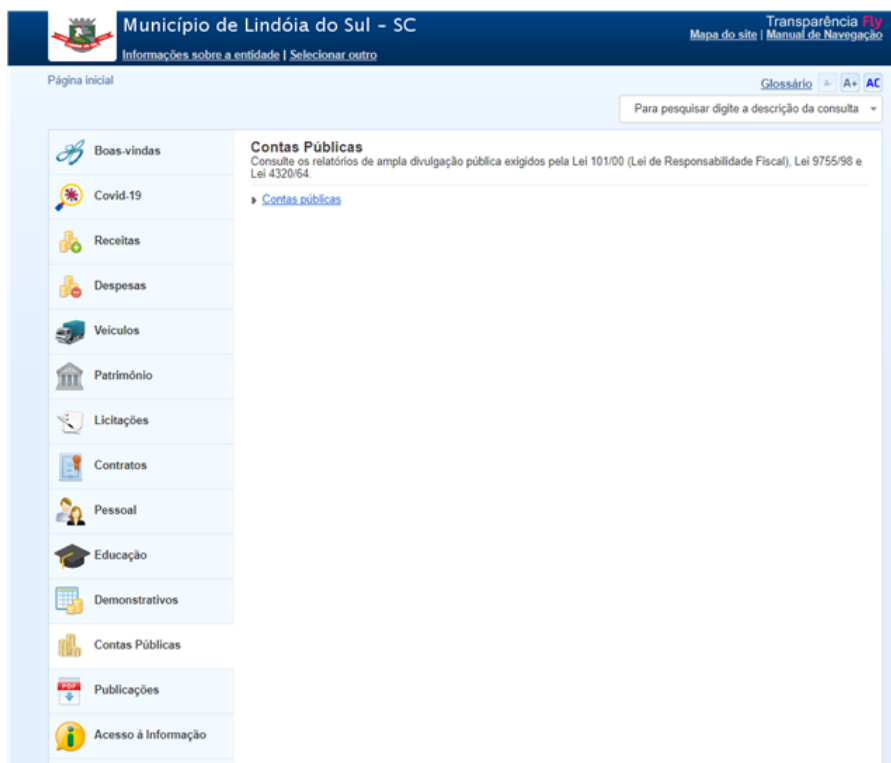 Município de Lindóia do Sul - SC
Transparência Fly
Informações sobre a entidade | Selecionar outro
Mapa do site | Manual de Navegação
Página inicial
Glossário A- A+ AC
Para pesquisar digite a descrição da consulta
Boas-vindas
Covid-19
Receitas
Despesas
Veículos
Patrimônio
Licitações
Contratos
Pessoal
Educação
Demonstrativos
Contas Públicas
PDF
Publicações
Acesso à Informação
Contas Públicas
Consulte os relatórios de ampla divulgação pública exigidos pela Lei 101/00 (Lei de Responsabilidade Fiscal), Lei 9755/98 e
Lei 4320/64.
Contas públicas